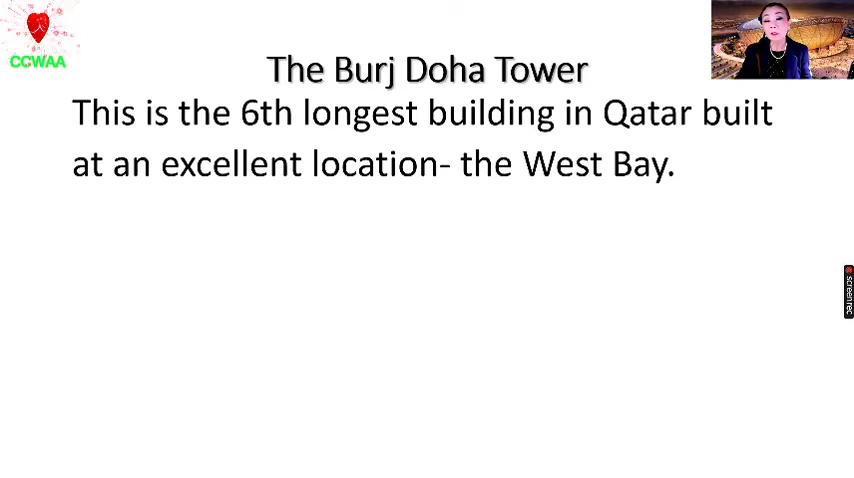 CCWAA
The Burj Doha Tower
This is the 6th longest building in Qatar built
at an excellent location- the West Bay.
screenrec